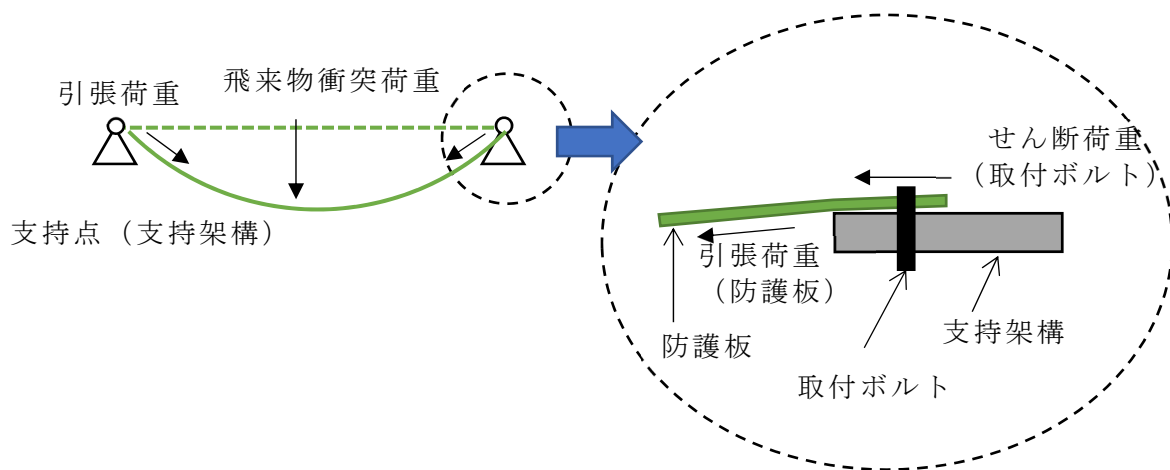 引張荷重
飛来物衝突荷重
支持点（支持架構）
せん断荷重
（取付ボルト）
引張荷重
（防護板）
防護板
支持架構
取付ボルト